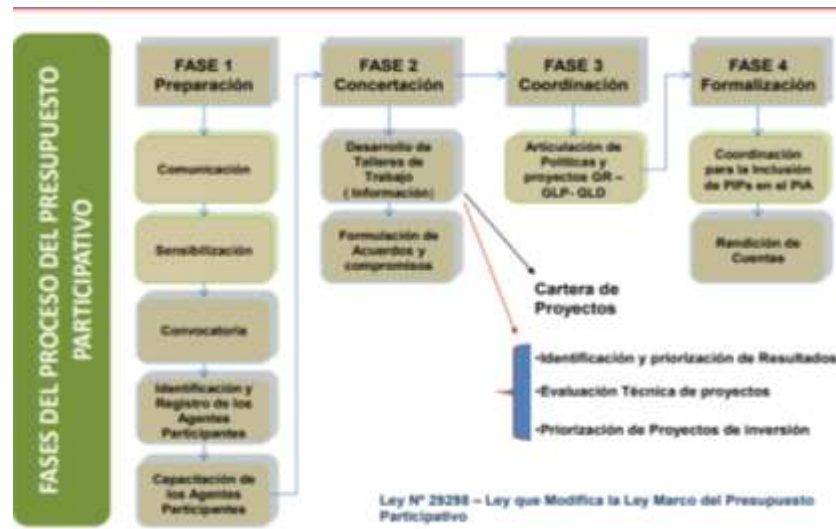 FASES DEL PROCESO DEL PRESUPUESTO
PARTICIPATIVO
FASE 1
Preparación
Comunicación
Sensibilización
Convocatoria
Identificación y
Registro de los
Agentes
Participantes
Capacitación de
los Agentes
Participantes
FASE 2
Concertación
Desarrollo de
Talleres de
Trabajo
( Información)
Formulación de
Acuerdos y
compromisos
Cartera de
Proyectos
•Identificación y priorización de Resultados
•Evaluación Técnica de proyectos
•Priorización de Proyectos de inversión
FASE 3
Coordinación
Articulación de
Políticas y
proyectos GR –
GLP- GLD
FASE 4
Formalización
Coordinación
para la Inclusión
de PIPs en el PIA
Rendición de
Cuentas
Ley Nº 29298 – Ley que Modifica la Ley Marco del Presupuesto
Participativo